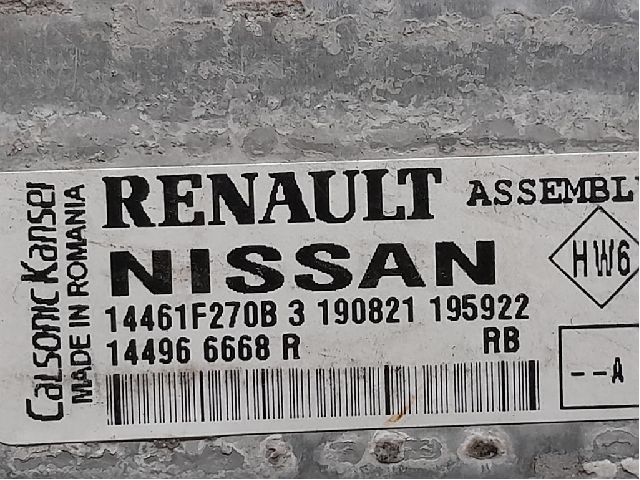 Calsonic Kansei
MADE IN ROMANIA
RENAULT
NISSAN
14461F270B 3 190821 195922
14496 6668 R RB
ASSEMBL
HW6
--A